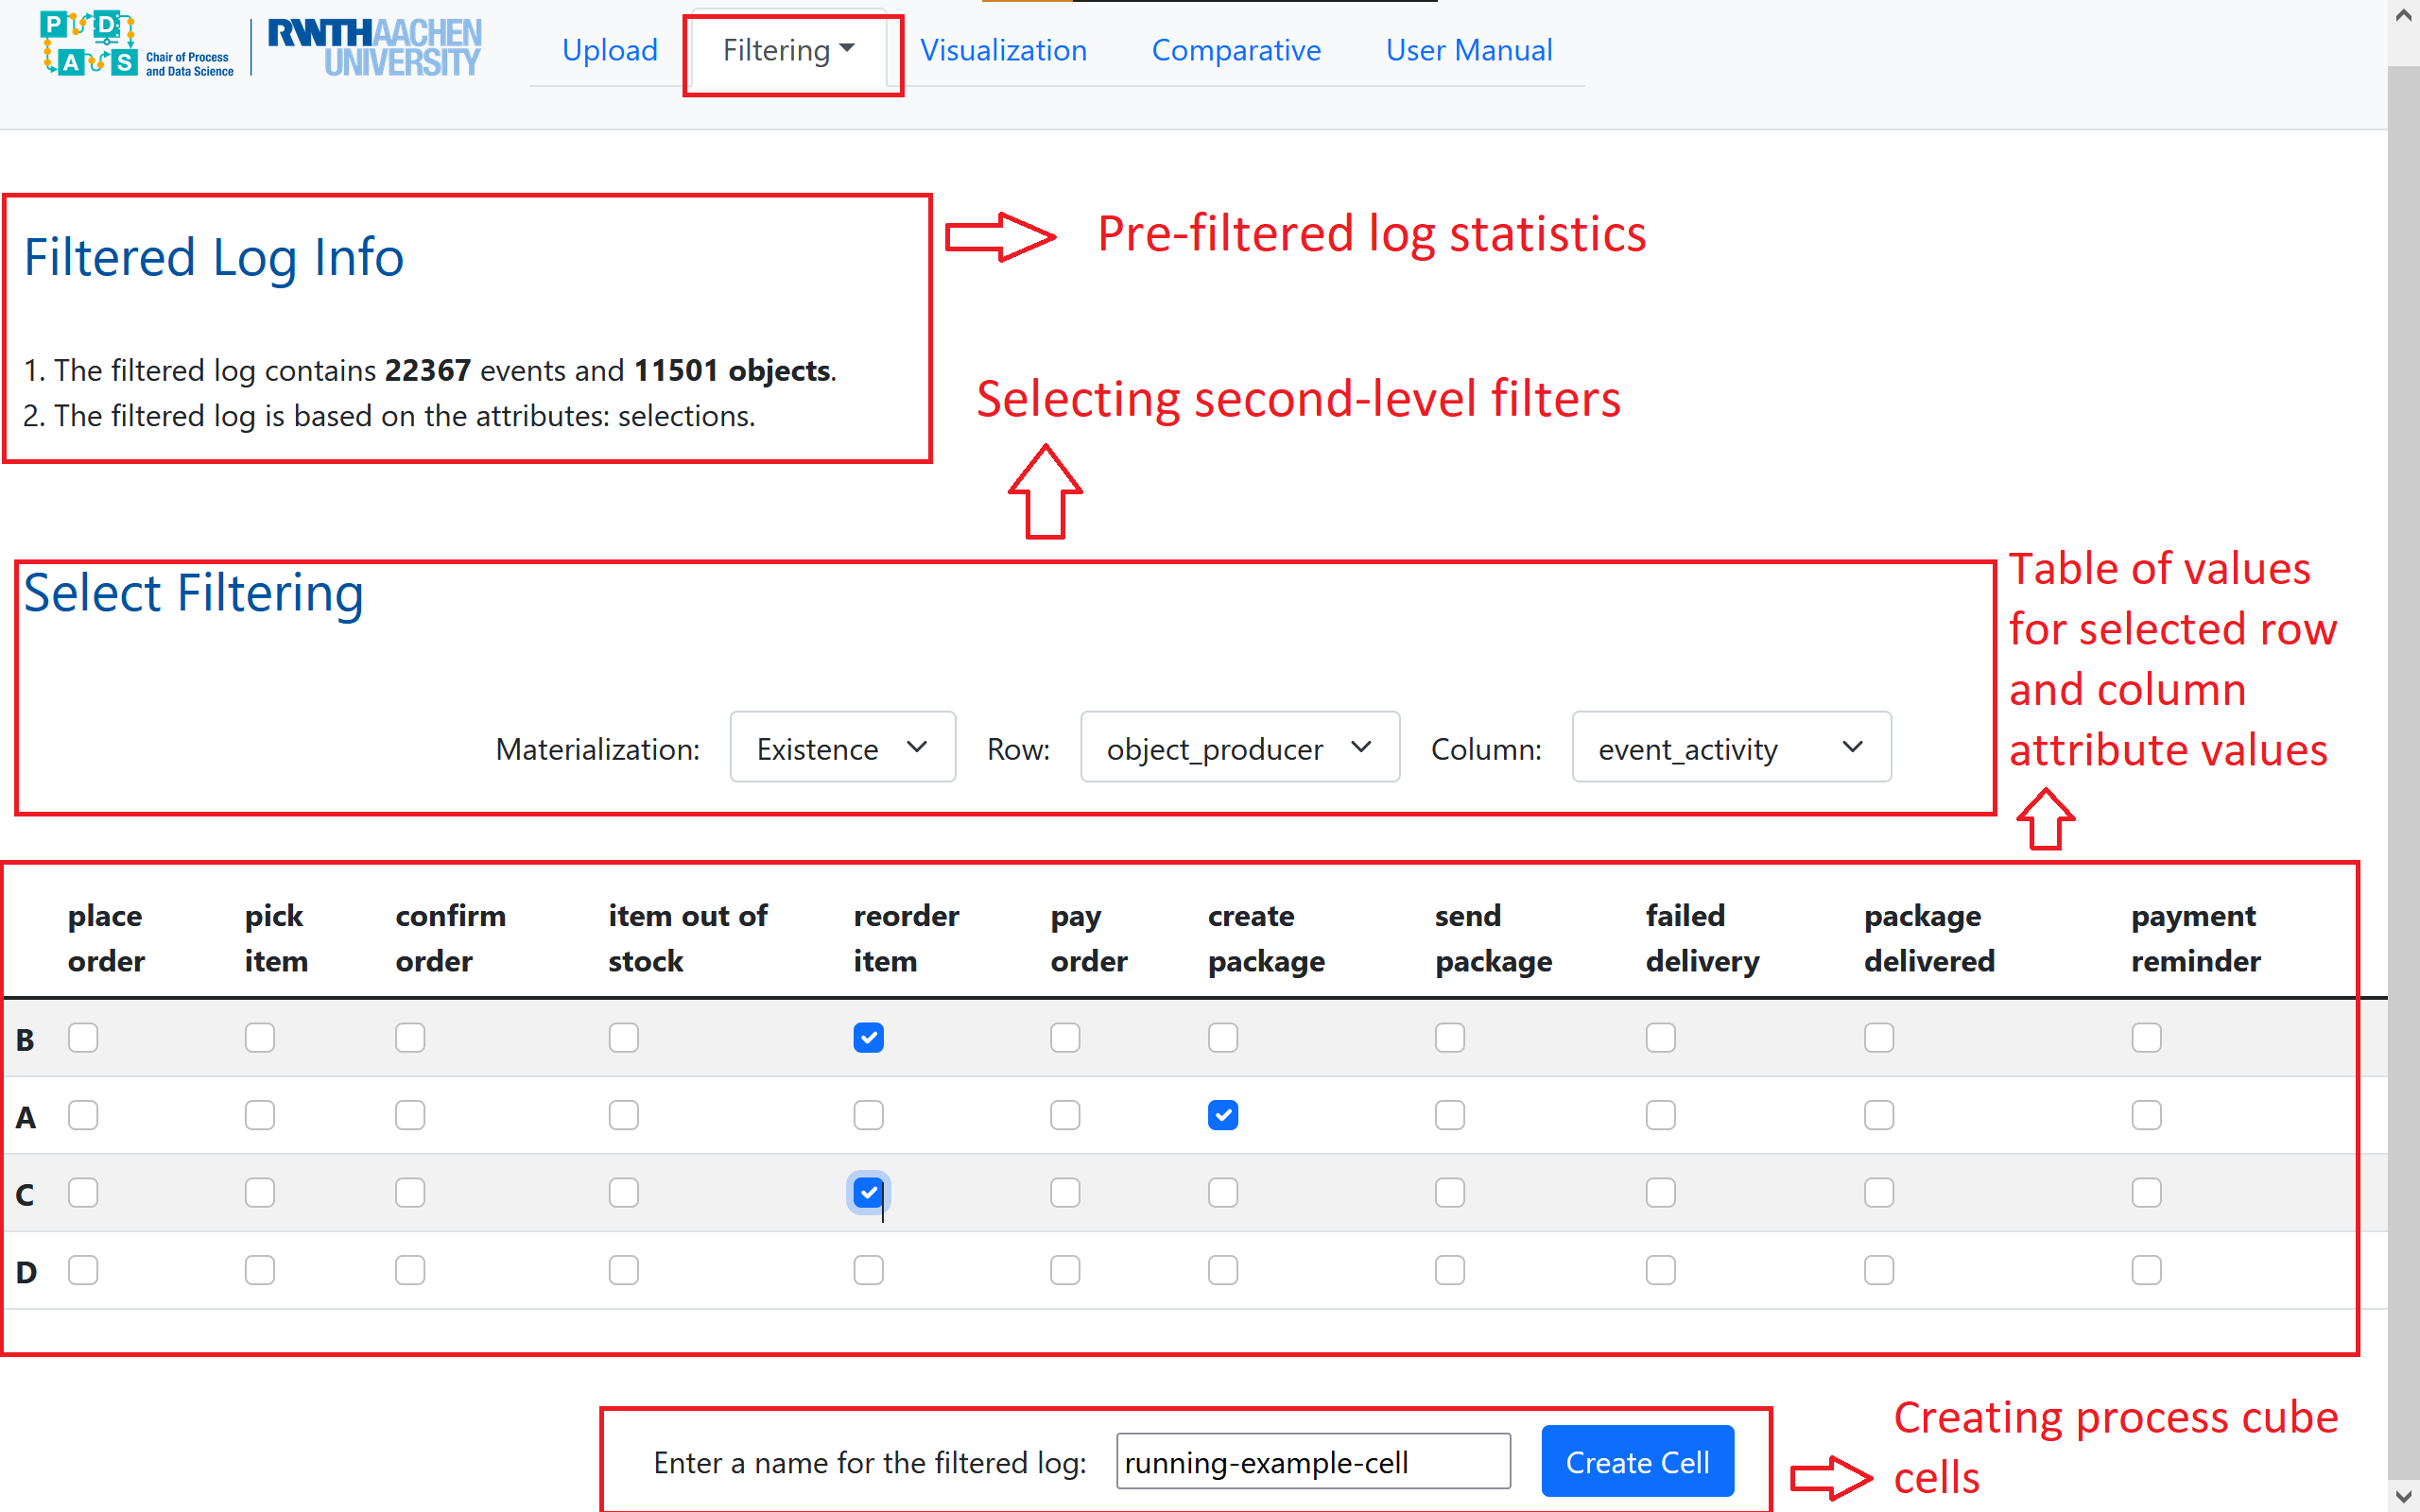 P D
A S
Chair of Process
and Data Science
RWTHAACHEN
UNIVERSITY
Upload Filtering Visualization Comparative User Manual
Filtered Log Info
Pre-filtered log statistics
1. The filtered log contains 22367 events and 11501 objects.
2. The filtered log is based on the attributes: selections.
Selecting second-level filters
Select Filtering
Table of values
for selected row
and column
attribute values
Materialization: Existence Row: object_producer Column: event_activity
place pick confirm item out of reorder pay create send failed package payment
order item order stock item order package package delivery delivered reminder
B
A
C
D
Enter a name for the filtered log: running-example-cell Create Cell
Creating process cube
cells